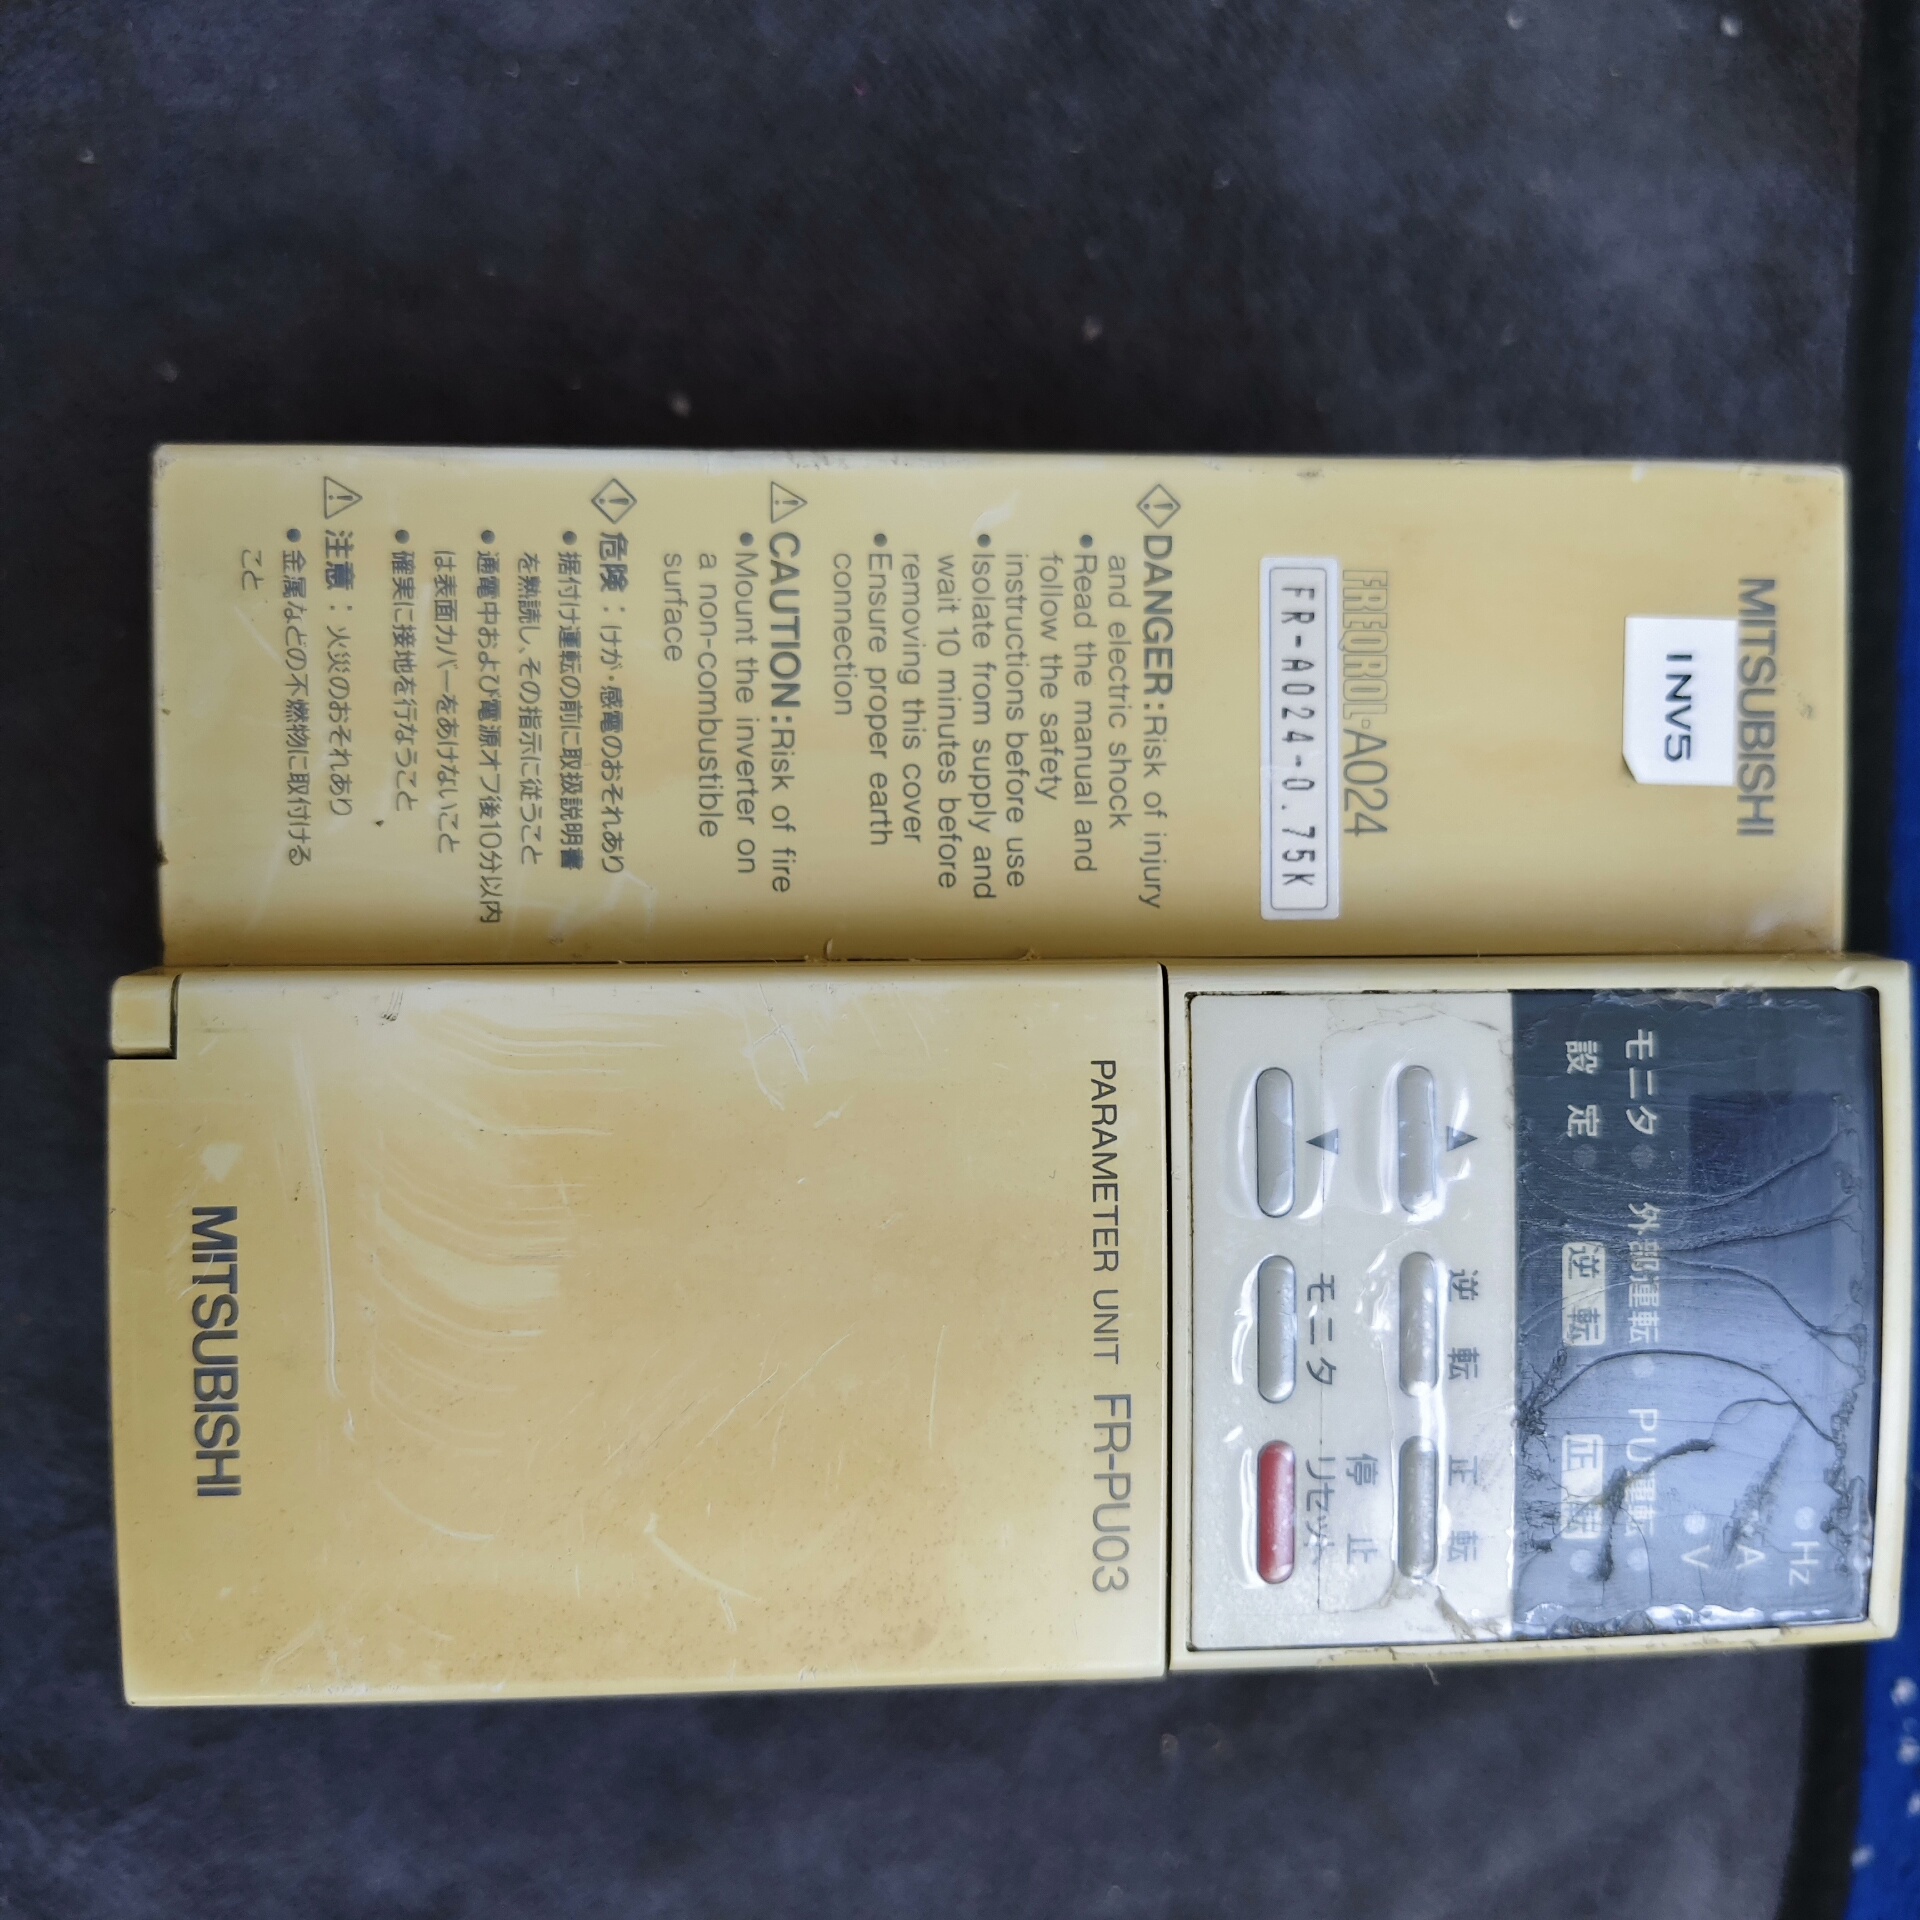 MITSUBISHI
INV5
FREQROL-A024
FR-A024-0.75K
DANGER:Risk of injury
and electric shock
•Read the manual and
follow the safety
instructions before use
•Isolate from supply and
wait 10 minutes before
removing this cover
•Ensure proper earth
connection
CAUTION:Risk of fire
•Mount the inverter on
a non-combustible
surface
危険：けが・感電のおそれあり
•据付け運転の前に取扱説明書
を熟読し、その指示に従うこと
•通電中および電源オフ後10分以内
は表面カバーをあけないこと
•確実に接地を行なうこと
注意：火災のおそれあり
•金属などの不燃物に取付ける
こと
Hz
A
V
モニタ 外部運転 PU運転
設定 逆転 正転
▲ 逆転 正転
停止
▼ モニタ リセット
PARAMETER UNIT FR-PU03
MITSUBISHI